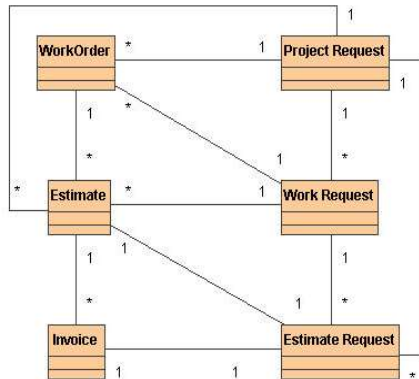 1
WorkOrder * 1 Project Request
1 * 1 1
* 1 *
* Estimate * 1 Work Request
1 1 1
* 1 *
Invoice Estimate Request
1 1 *